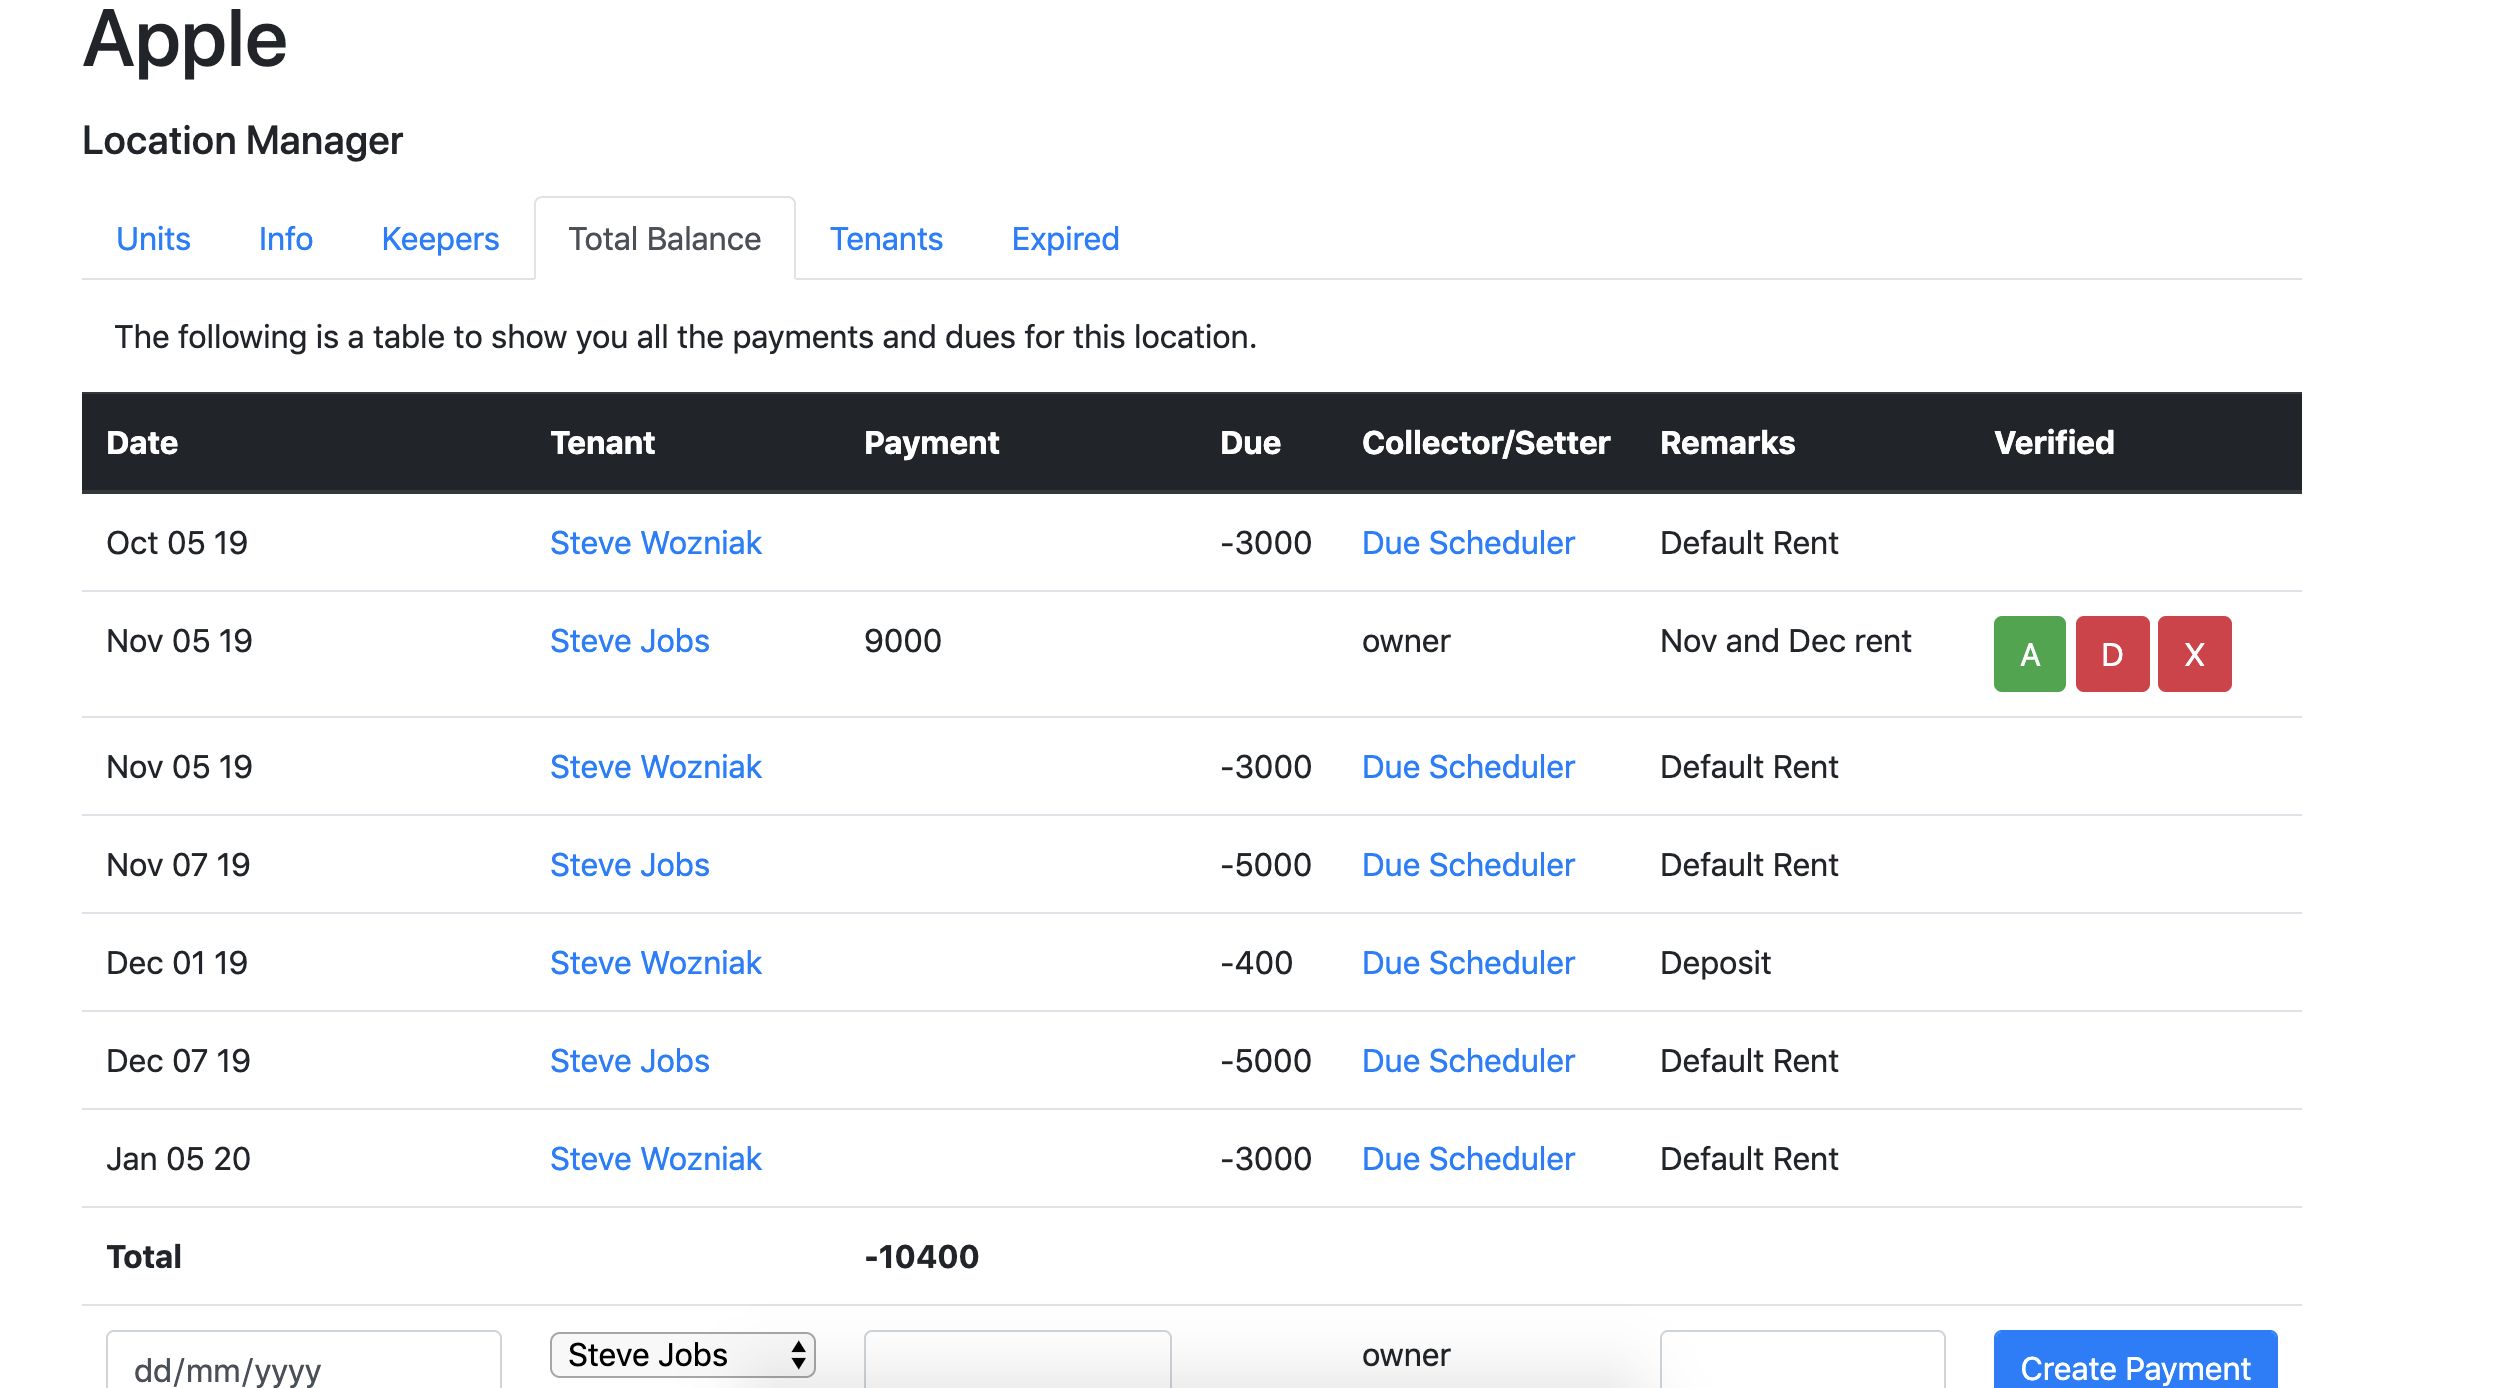 Apple
Location Manager
Units Info Keepers Total Balance Tenants Expired
The following is a table to show you all the payments and dues for this location.
Date Tenant Payment Due Collector/Setter Remarks Verified
Oct 05 19 Steve Wozniak -3000 Due Scheduler Default Rent
Nov 05 19 Steve Jobs 9000 owner Nov and Dec rent A D X
Nov 05 19 Steve Wozniak -3000 Due Scheduler Default Rent
Nov 07 19 Steve Jobs -5000 Due Scheduler Default Rent
Dec 01 19 Steve Wozniak -400 Due Scheduler Deposit
Dec 07 19 Steve Jobs -5000 Due Scheduler Default Rent
Jan 05 20 Steve Wozniak -3000 Due Scheduler Default Rent
Total -10400
dd/mm/yyyy Steve Jobs owner Create Payment